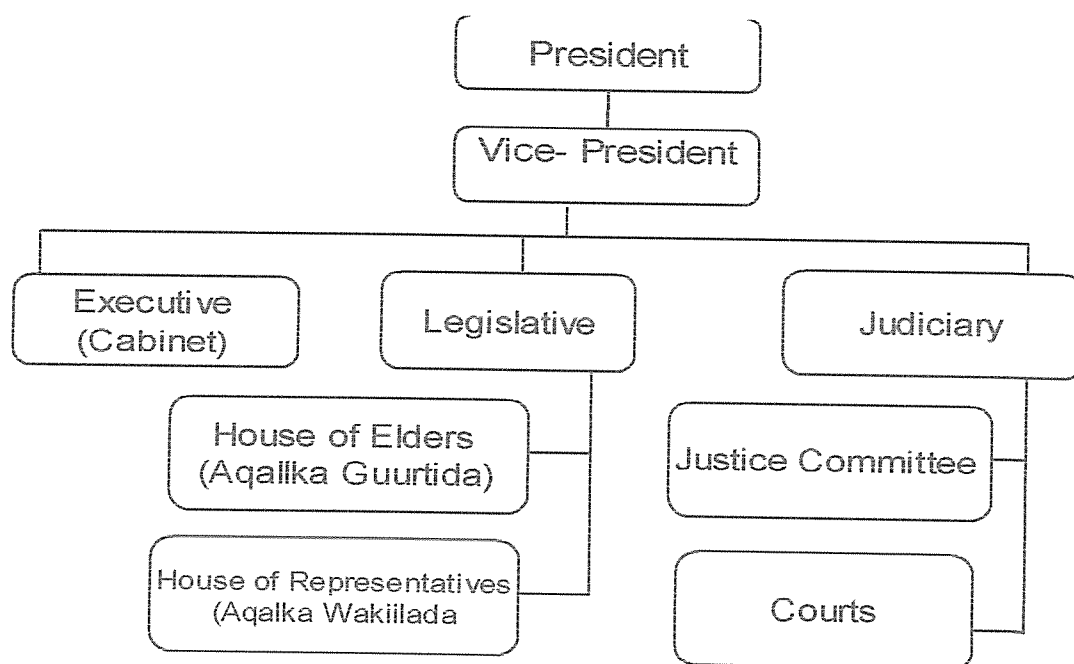 President
Vice- President
Executive
(Cabinet)
Legislative
Judiciary
House of Elders
(Aqallka Guurtida)
Justice Committee
House of Representatives
(Aqalka Wakiilada
Courts